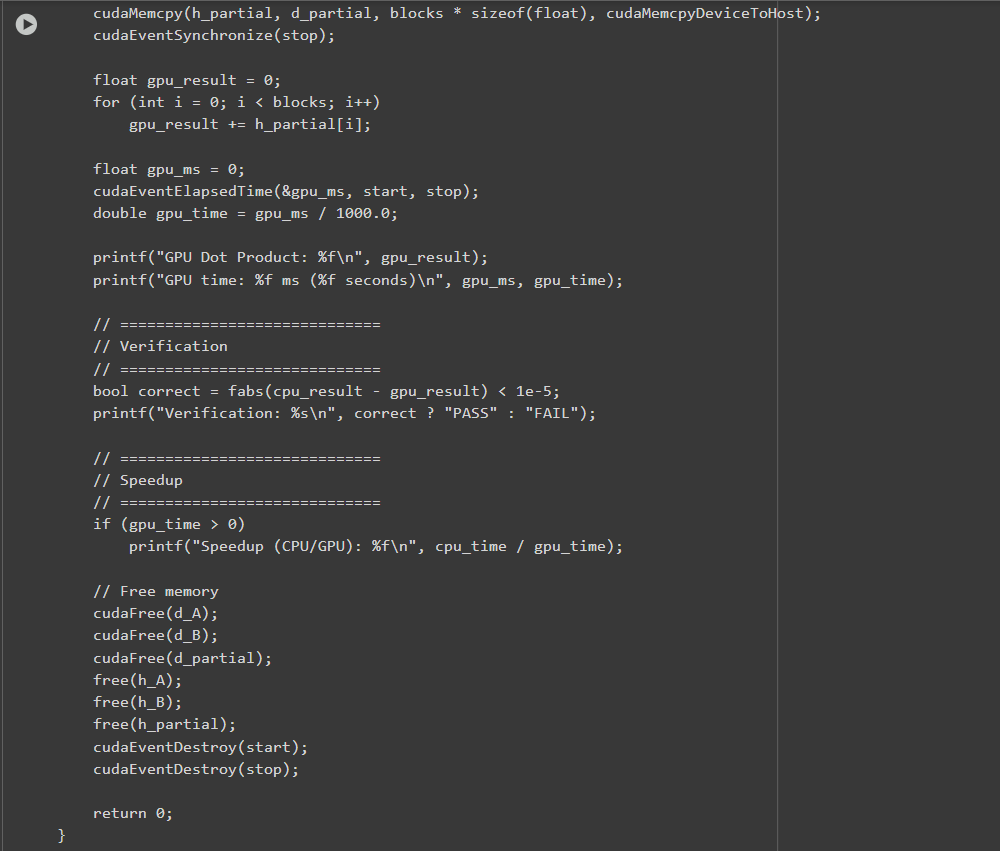 cudaMemcpy(h_partial, d_partial, blocks * sizeof(float), cudaMemcpyDeviceToHost);
cudaEventSynchronize(stop);
float gpu_result = 0;
for (int i = 0; i < blocks; i++)
gpu_result += h_partial[i];
float gpu_ms = 0;
cudaEventElapsedTime(&gpu_ms, start, stop);
double gpu_time = gpu_ms / 1000.0;
printf("GPU Dot Product: %f\n", gpu_result);
printf("GPU time: %f ms (%f seconds)\n", gpu_ms, gpu_time);
// =============================
// Verification
// =============================
bool correct = fabs(cpu_result - gpu_result) < 1e-5;
printf("Verification: %s\n", correct ? "PASS" : "FAIL");
// =============================
// Speedup
// =============================
if (gpu_time > 0)
printf("Speedup (CPU/GPU): %f\n", cpu_time / gpu_time);
// Free memory
cudaFree(d_A);
cudaFree(d_B);
cudaFree(d_partial);
free(h_A);
free(h_B);
free(h_partial);
cudaEventDestroy(start);
cudaEventDestroy(stop);
return 0;
}